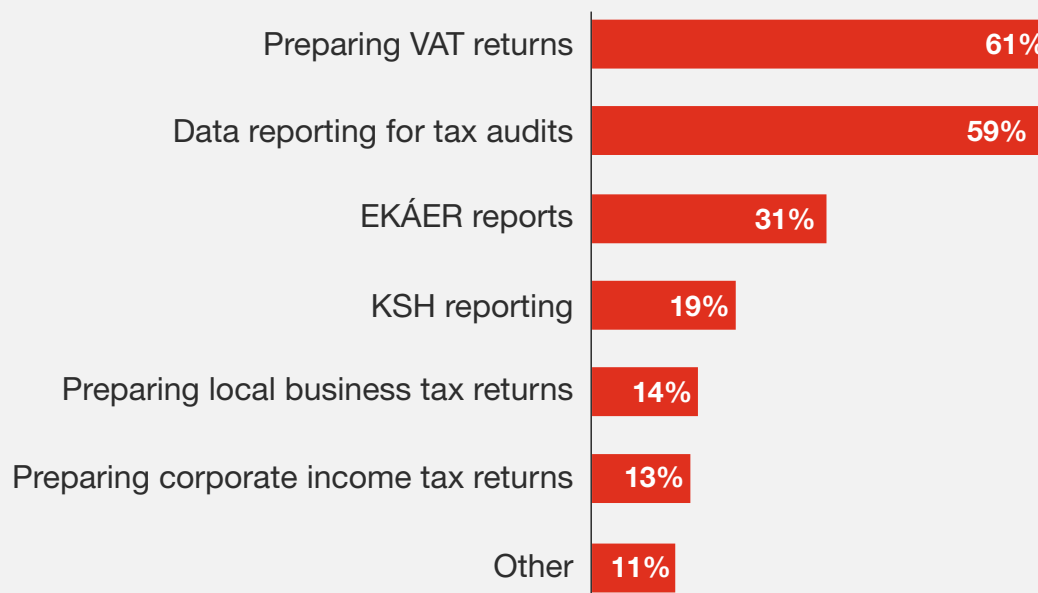 Preparing VAT returns 61%
Data reporting for tax audits 59%
EKÁER reports 31%
KSH reporting 19%
Preparing local business tax returns 14%
Preparing corporate income tax returns 13%
Other 11%